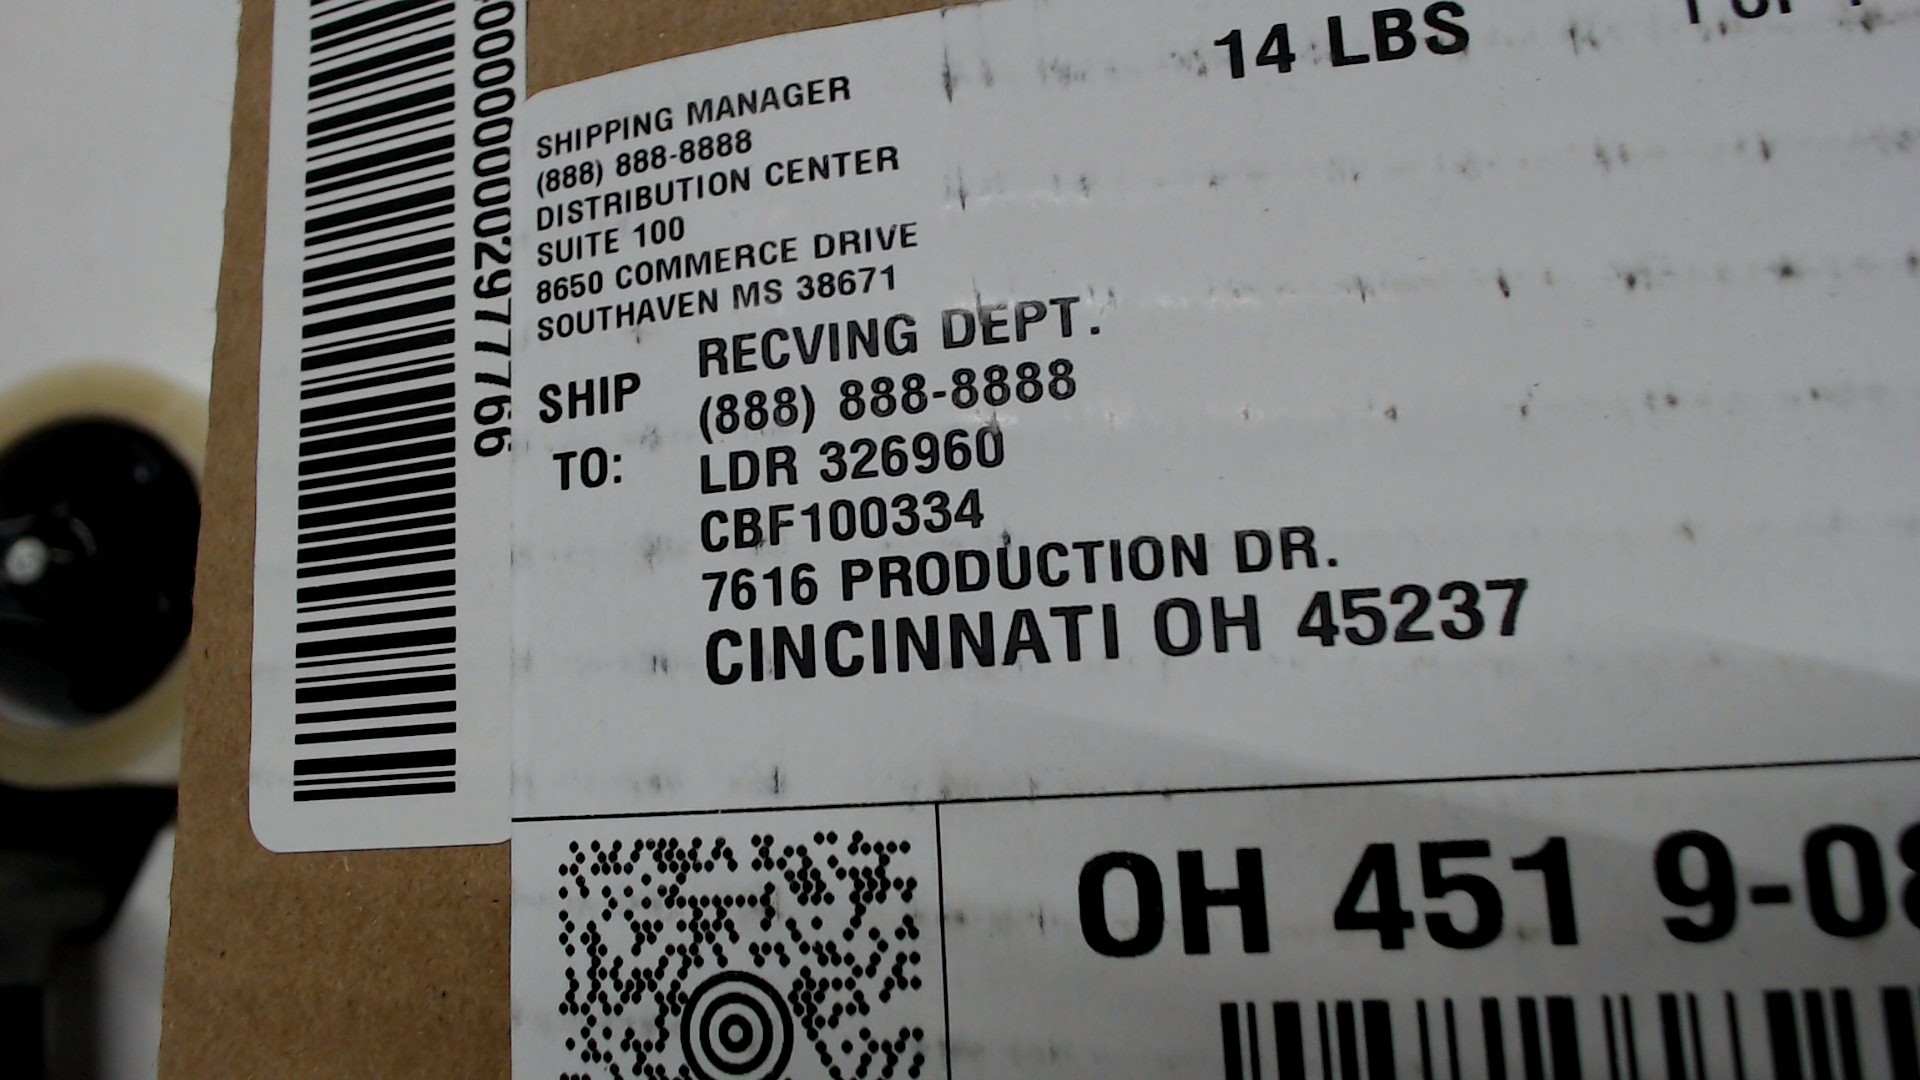 14 LBS
SHIPPING MANAGER
(888) 888-8888
DISTRIBUTION CENTER
SUITE 100
8650 COMMERCE DRIVE
SOUTHAVEN MS 38671
SHIP
TO:
RECVING DEPT.
(888) 888-8888
LDR 326960
CBF100334
7616 PRODUCTION DR.
CINCINNATI OH 45237
OH 451 9-08